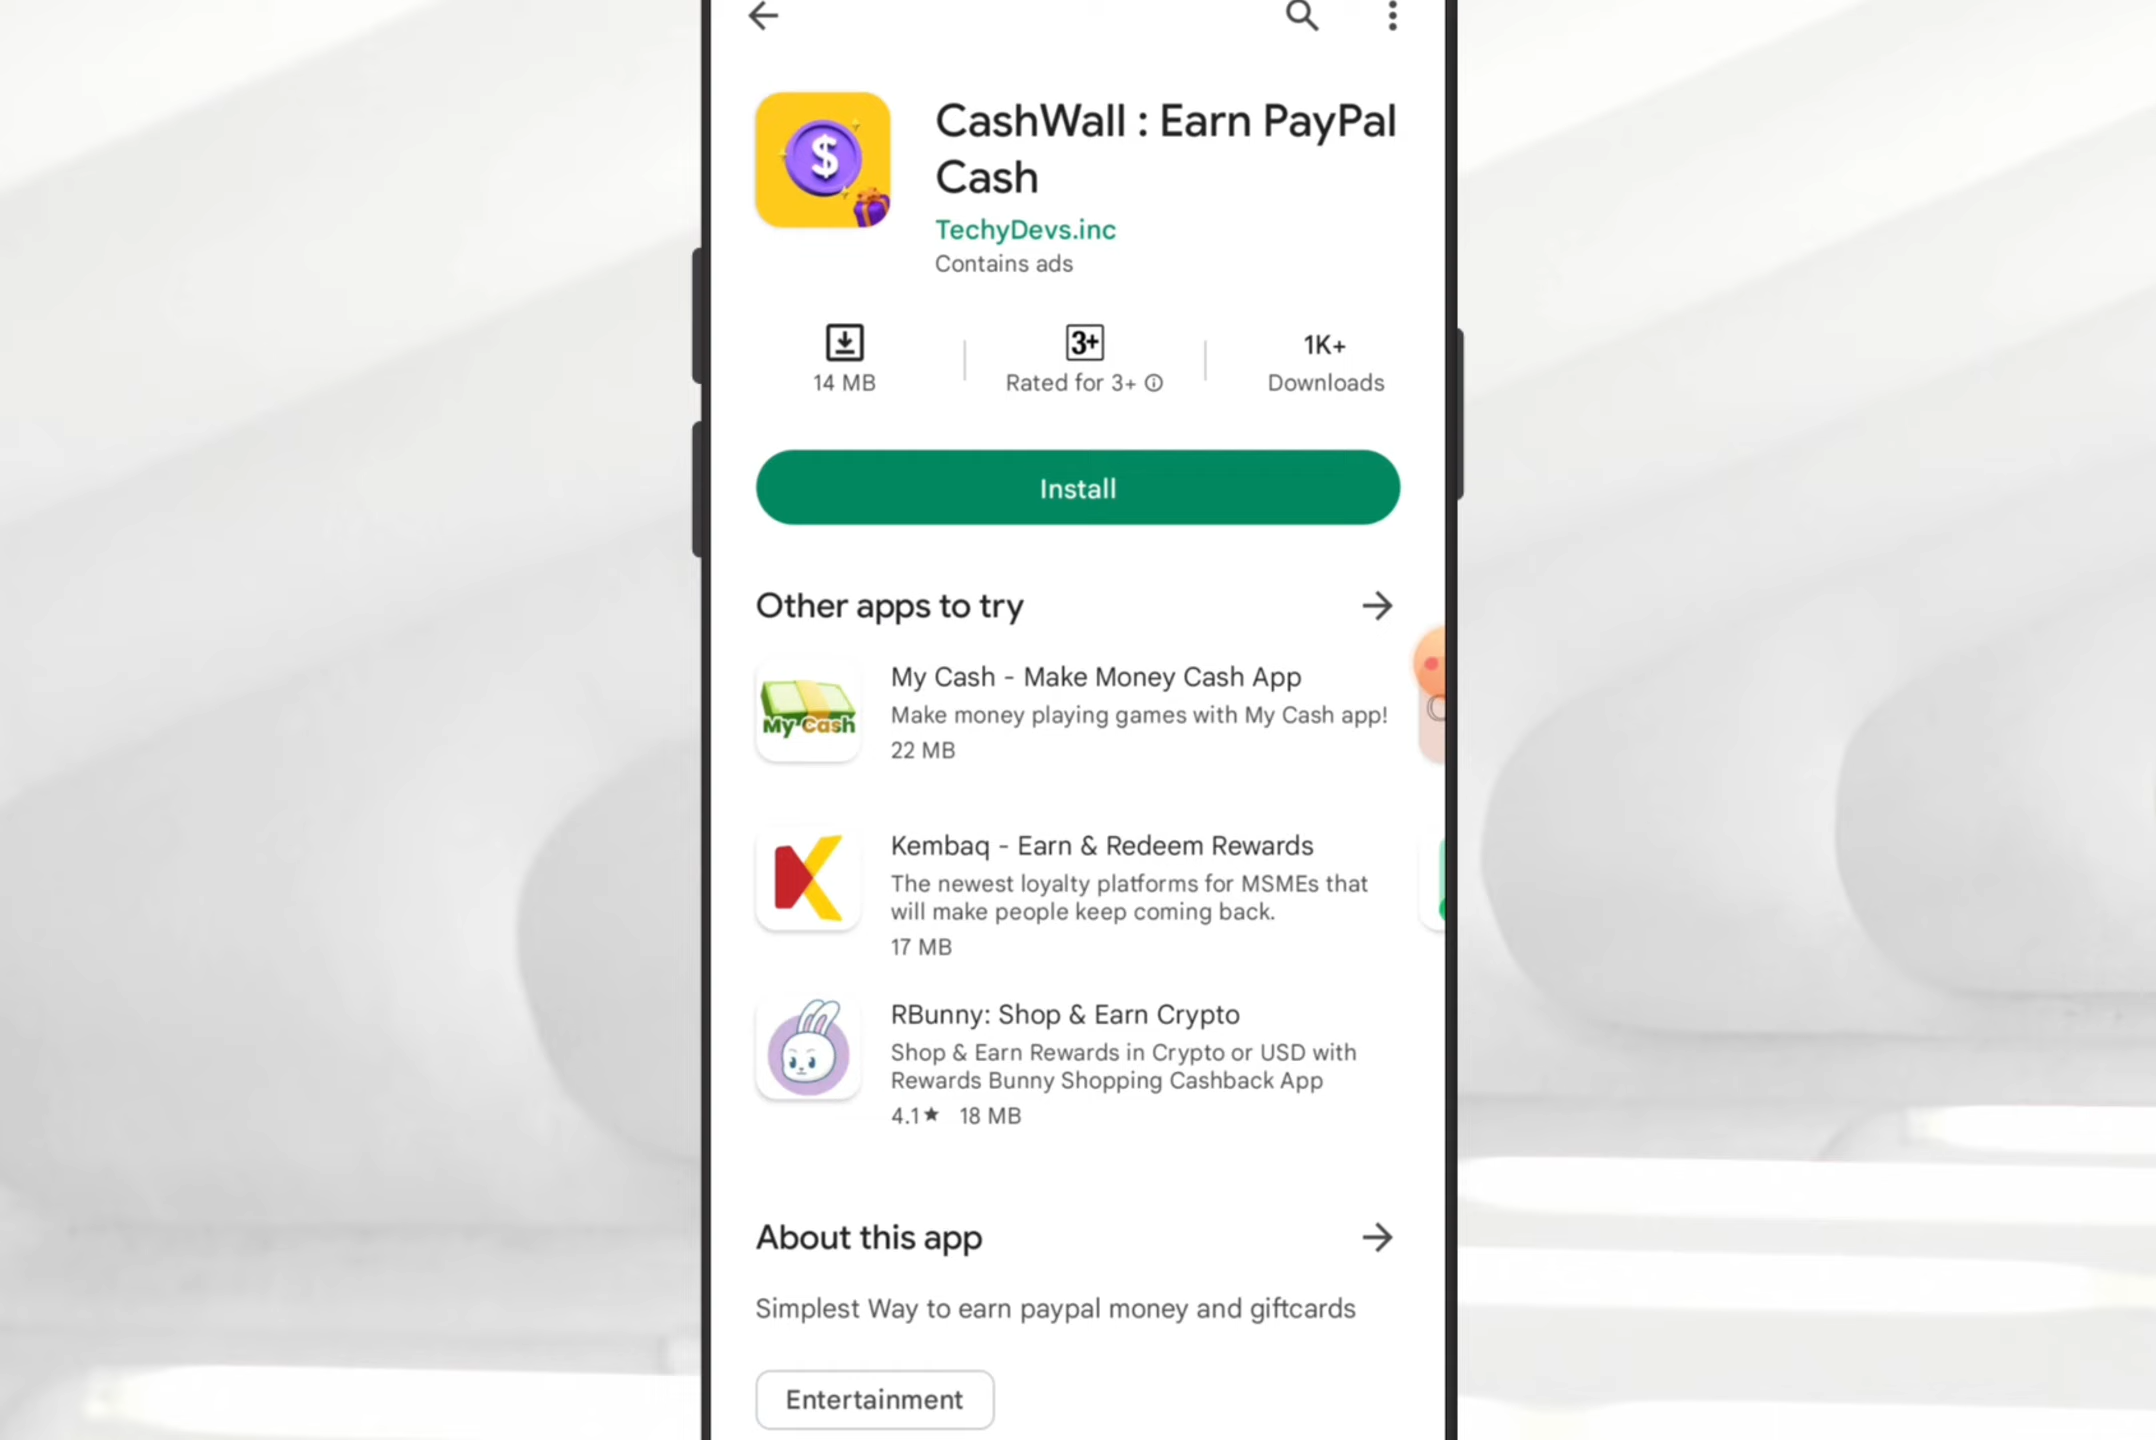 CashWall : Earn PayPal
Cash
TechyDevs.inc
Contains ads
$
3+
1K+
14 MB
Rated for 3+
Downloads
Install
Other apps to try
My Cash - Make Money Cash App
Make money playing games with My Cash app!
22 MB
My Cash
Kembaq - Earn & Redeem Rewards
The newest loyalty platforms for MSMEs that
will make people keep coming back.
17 MB
RBunny: Shop & Earn Crypto
Shop & Earn Rewards in Crypto or USD with
Rewards Bunny Shopping Cashback App
4.1★ 18 MB
About this app
Simplest Way to earn paypal money and giftcards
Entertainment